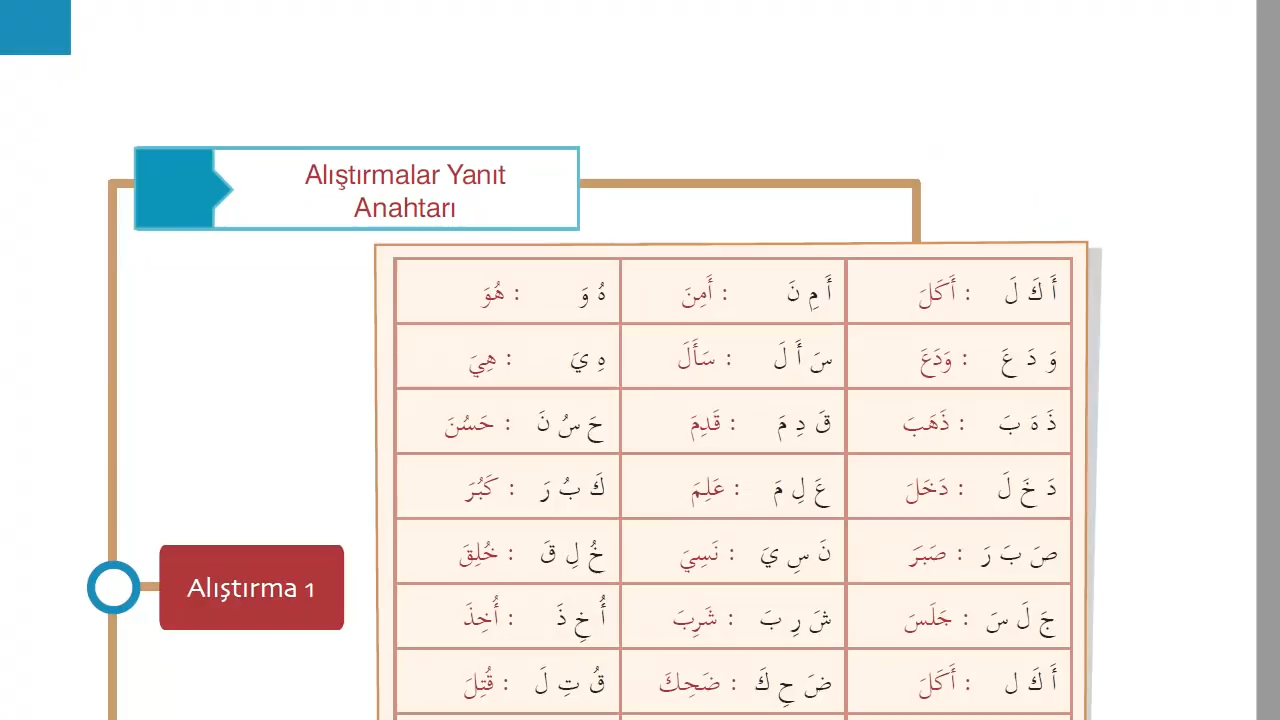 Alıştırmalar Yanıt
Anahtarı
أَ كَ لَ : أَكَلَ أَ مِ نَ : أَمِنَ هُ وَ : هُوَ
وَ دَ عَ : وَدَعَ سَ أَ لَ : سَأَلَ هِ يَ : هِيَ
ذَ هَ بَ : ذَهَبَ قَ دِ مَ : قَدِمَ حَ سُ نَ : حَسُنَ
دَ خَ لَ : دَخَلَ عَ لِ مَ : عَلِمَ كَ بُ رَ : كَبُرَ
صَ بَ رَ : صَبَرَ نَ سِ يَ : نَسِيَ خُ لِ قَ : خُلِقَ
Alıştırma 1
جَ لَ سَ : جَلَسَ شَ رِ بَ : شَرِبَ أُ خِ ذَ : أُخِذَ
أَ كَ ل : أَكَلَ ضَ حِ كَ : ضَحِكَ قُ تِ لَ : قُتِلَ